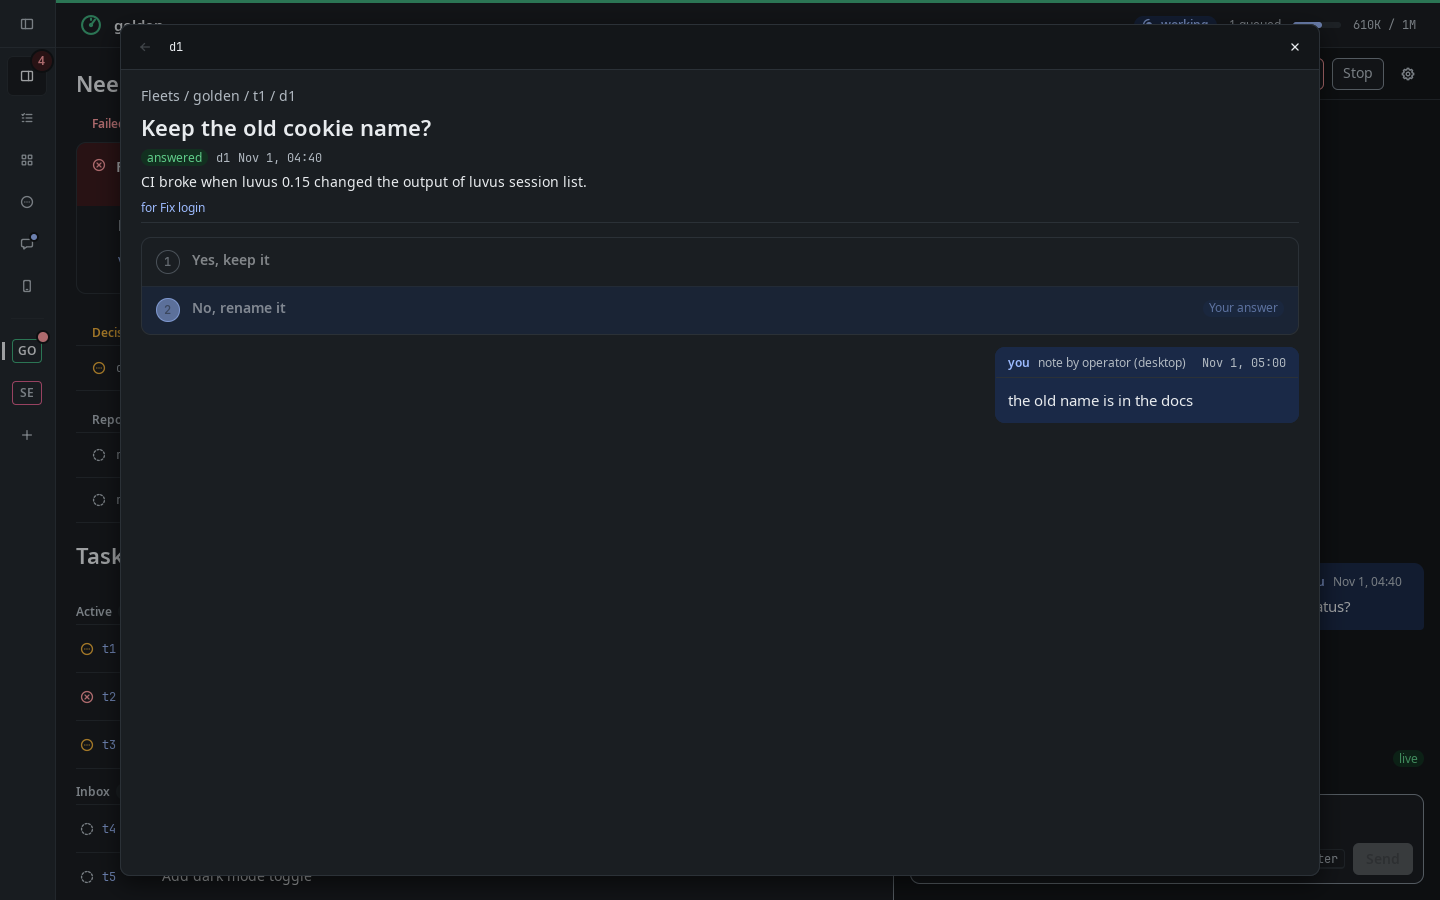 working
1 queued
610K / 1M
d1
4
Stop
Fleets / golden / t1 / d1
Keep the old cookie name?
answered d1 Nov 1, 04:40
CI broke when luvus 0.15 changed the output of luvus session list.
for Fix login
1 Yes, keep it
2 No, rename it
Your answer
GO
SE
you note by operator (desktop) Nov 1, 05:00
the old name is in the docs
Active
t1
Nov 1, 04:40
t2
t3
live
Inbox
t4
Send
t5 Add dark mode toggle